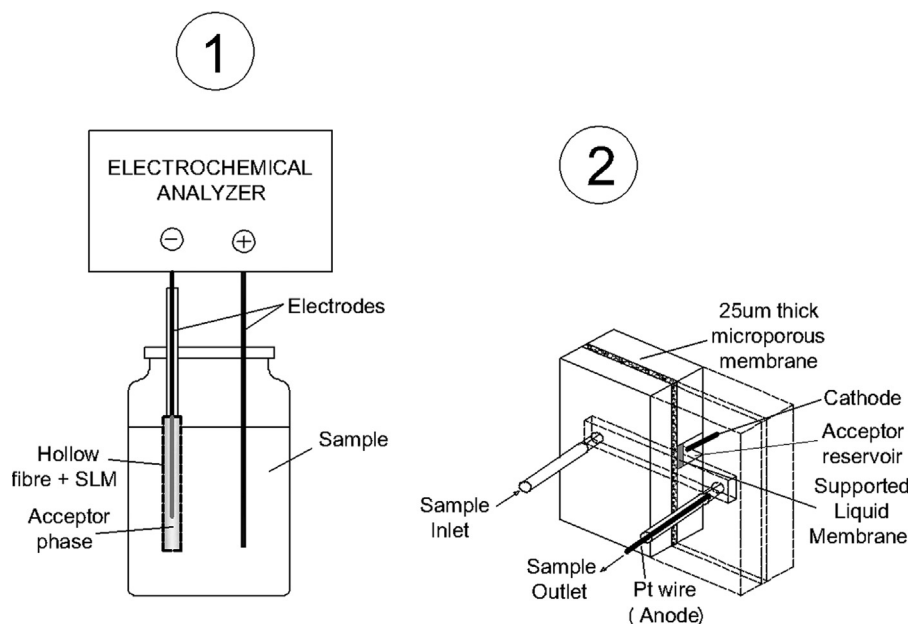 1
ELECTROCHEMICAL
ANALYZER
− +
Electrodes
Sample
Hollow
fibre + SLM
Acceptor
phase
2
25um thick
microporous
membrane
Cathode
Acceptor
reservoir
Supported
Liquid
Membrane
Sample
Inlet
Sample
Outlet
Pt wire
( Anode)